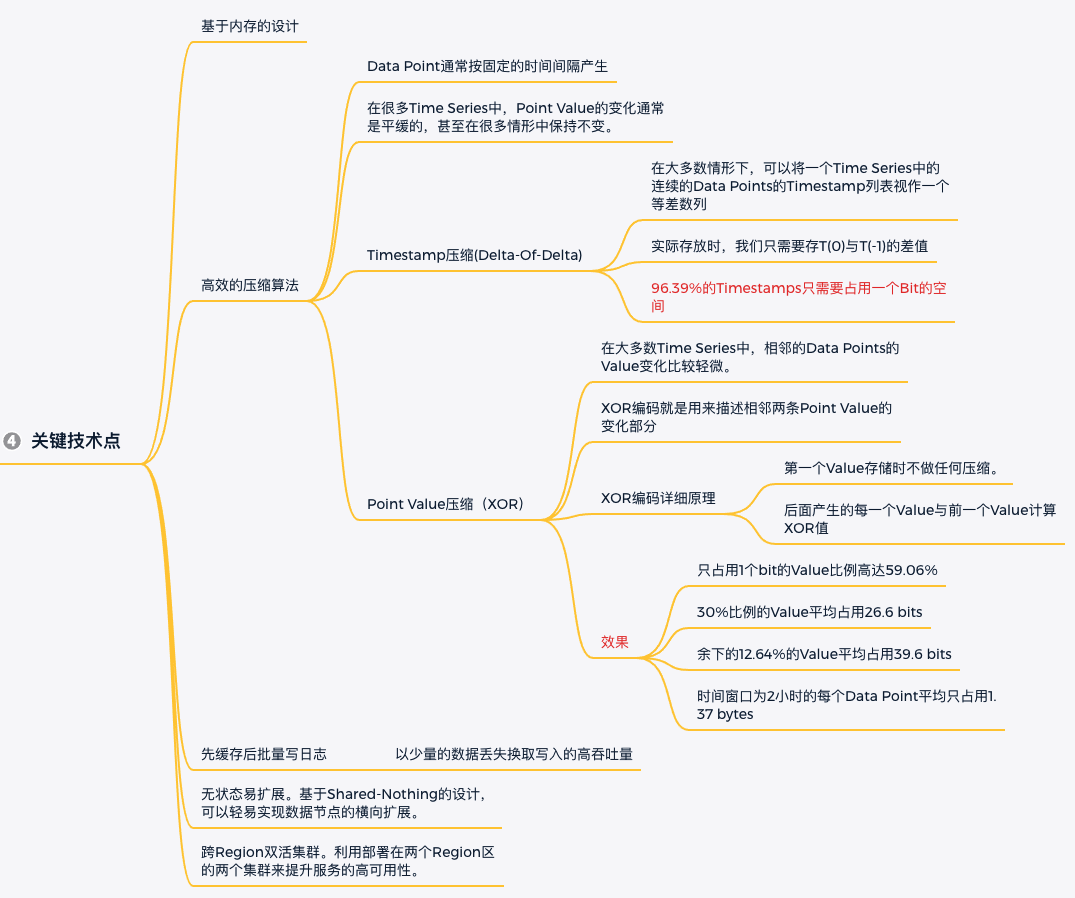 ④ 关键技术点
基于内存的设计
高效的压缩算法
Data Point通常按固定的时间间隔产生
在很多Time Series中，Point Value的变化通常
是平缓的，甚至在很多情形中保持不变。
Timestamp压缩(Delta-Of-Delta)
在大多数情形下，可以将一个Time Series中的
连续的Data Points的Timestamp列表视作一个
等差数列
实际存放时，我们只需要存T(0)与T(-1)的差值
96.39%的Timestamps只需要占用一个Bit的空
间
Point Value压缩（XOR）
在大多数Time Series中，相邻的Data Points的
Value变化比较轻微。
XOR编码就是用来描述相邻两条Point Value的
变化部分
XOR编码详细原理
第一个Value存储时不做任何压缩。
后面产生的每一个Value与前一个Value计算
XOR值
效果
只占用1个bit的Value比例高达59.06%
30%比例的Value平均占用26.6 bits
余下的12.64%的Value平均占用39.6 bits
时间窗口为2小时的每个Data Point平均只占用1.
37 bytes
先缓存后批量写日志
以少量的数据丢失换取写入的高吞吐量
无状态易扩展。基于Shared-Nothing的设计，
可以轻易实现数据节点的横向扩展。
跨Region双活集群。利用部署在两个Region区
的两个集群来提升服务的高可用性。